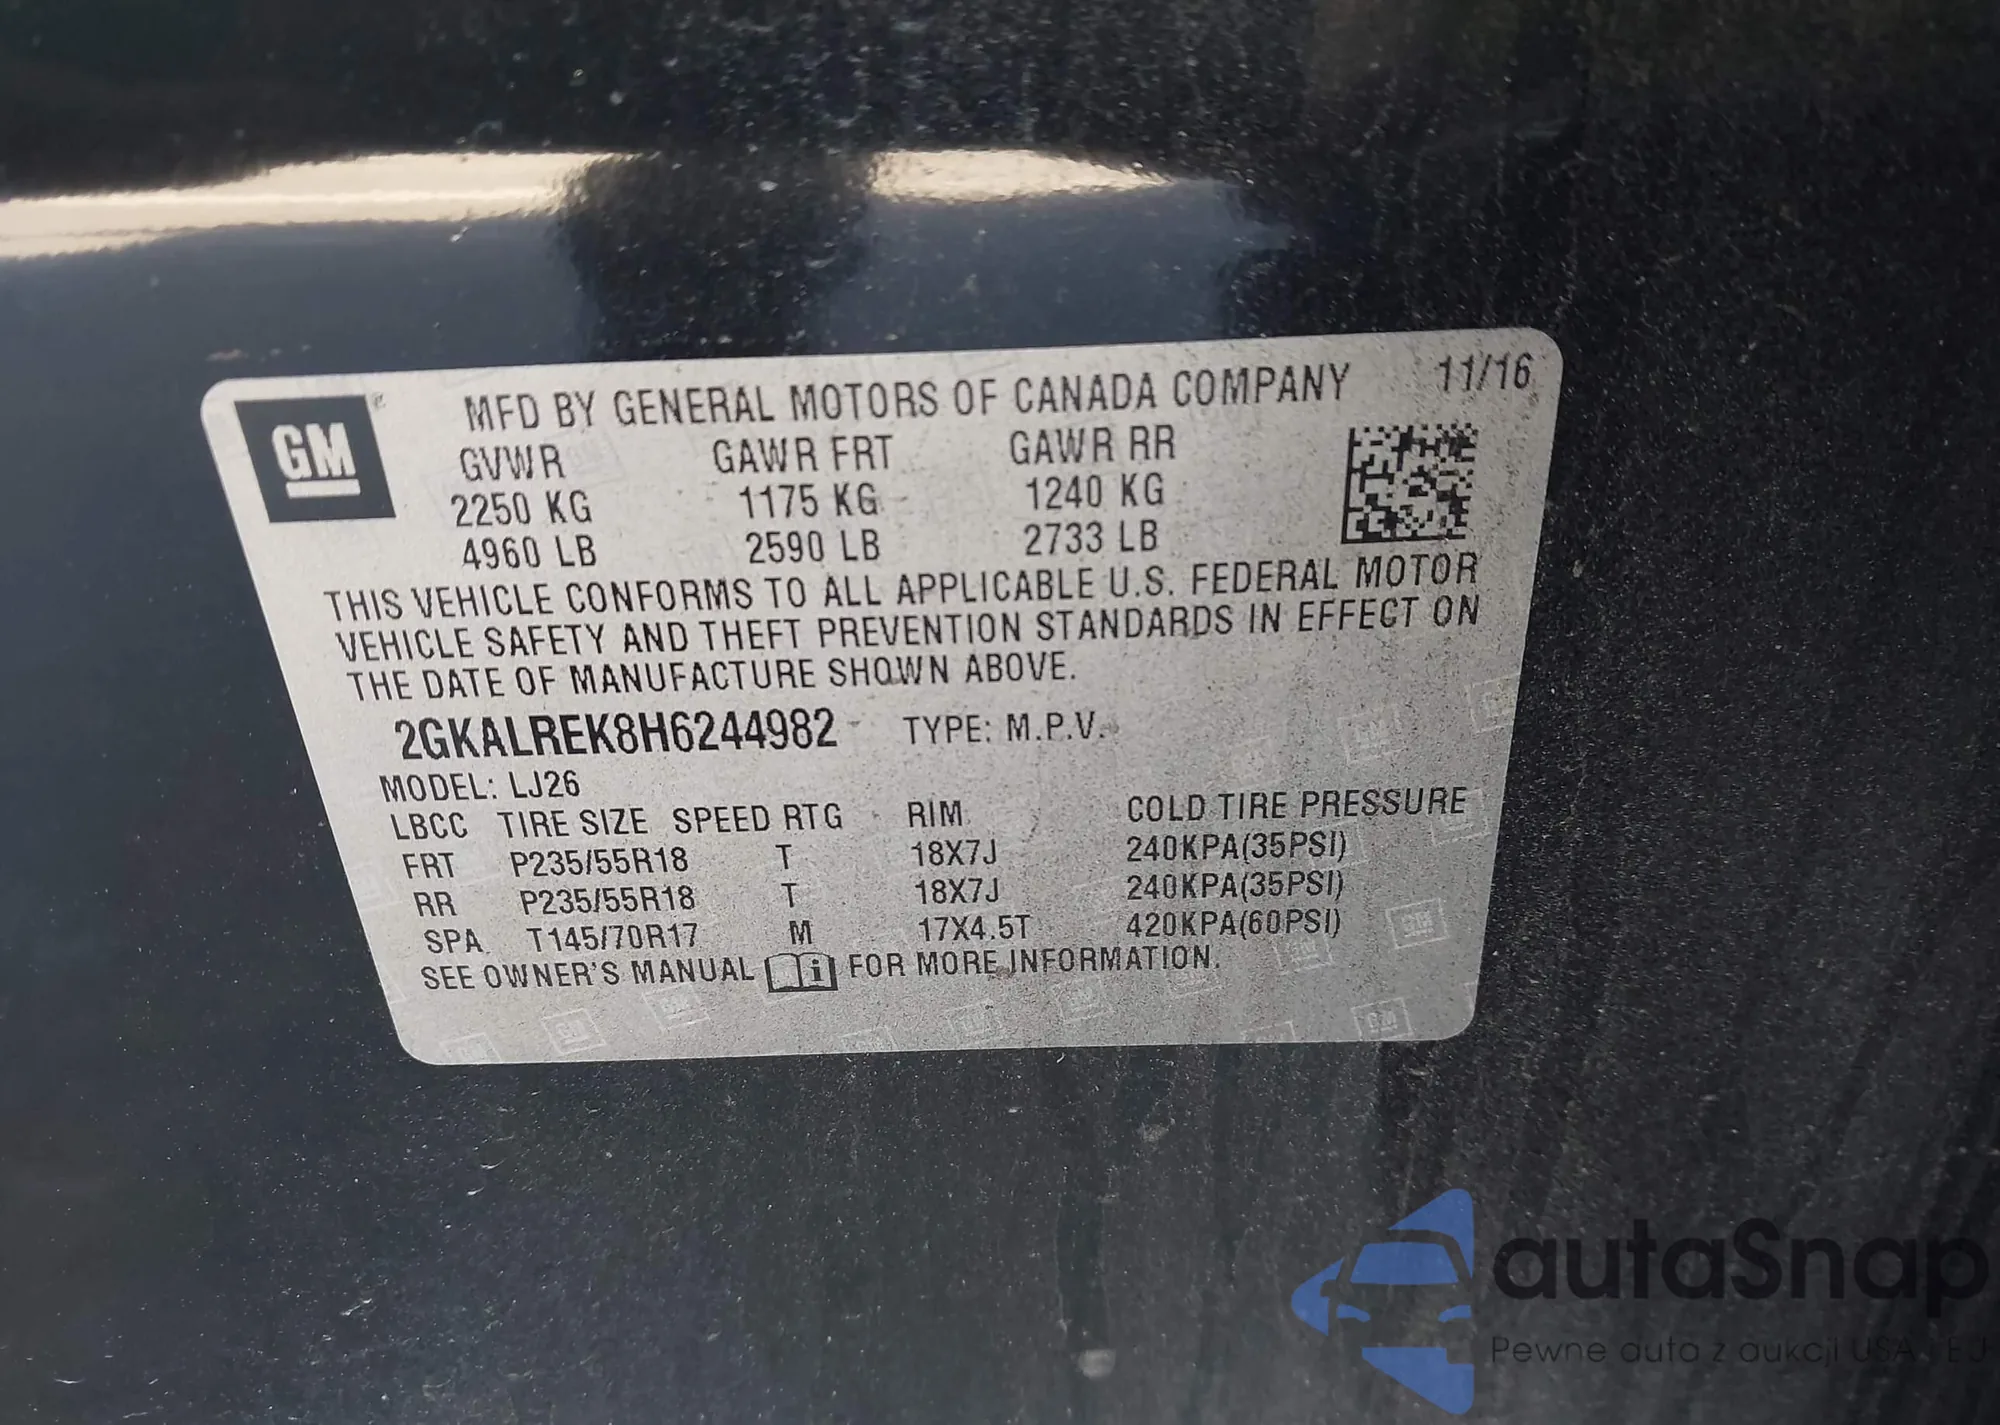 GM
MFD BY GENERAL MOTORS OF CANADA COMPANY 11/16
GVWR GAWR FRT GAWR RR
2250 KG 1175 KG 1240 KG
4960 LB 2590 LB 2733 LB
THIS VEHICLE CONFORMS TO ALL APPLICABLE U.S. FEDERAL MOTOR
VEHICLE SAFETY AND THEFT PREVENTION STANDARDS IN EFFECT ON
THE DATE OF MANUFACTURE SHOWN ABOVE.
2GKALREK8H6244982 TYPE: M.P.V.
MODEL: LJ26
LBCC TIRE SIZE SPEED RTG RIM COLD TIRE PRESSURE
FRT P235/55R18 T 18X7J 240KPA(35PSI)
RR P235/55R18 T 18X7J 240KPA(35PSI)
SPA T145/70R17 M 17X4.5T 420KPA(60PSI)
SEE OWNER'S MANUAL i FOR MORE INFORMATION.
autaSnap
Pewne auta z aukcji USA i EU